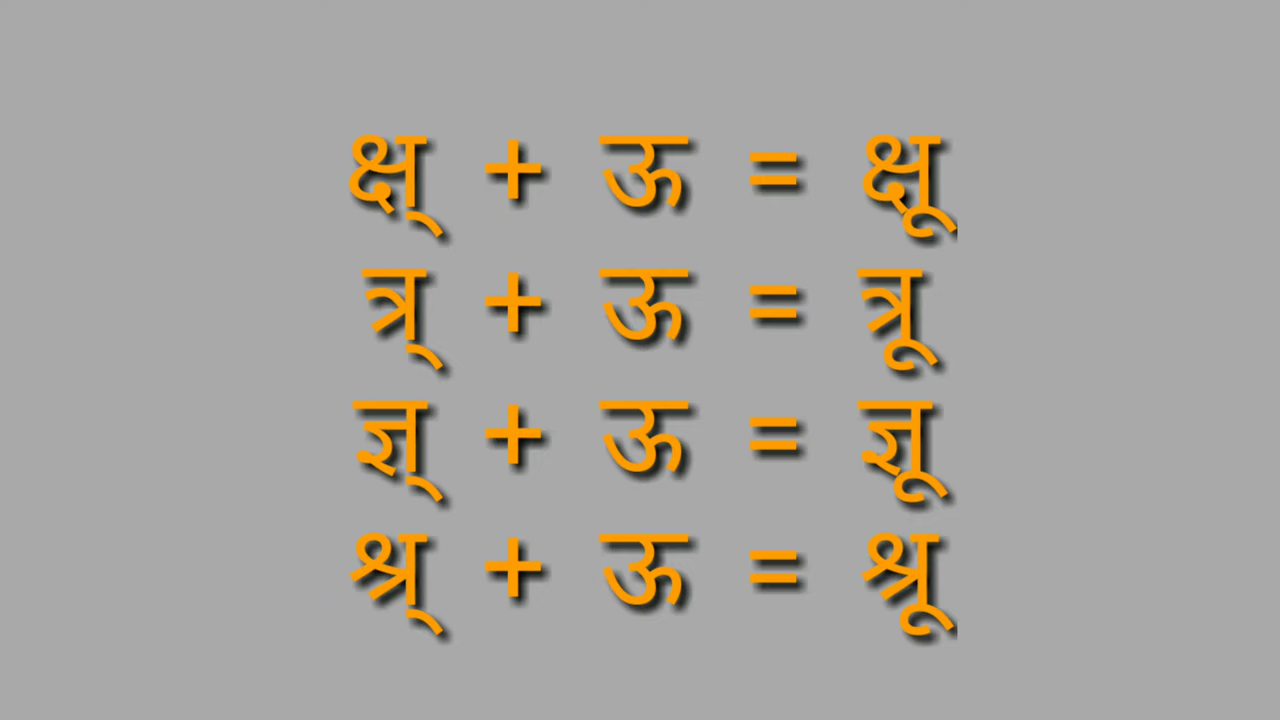 क्ष् + ऊ = क्षू
त्र् + ऊ = त्रू
ज्ञ् + ऊ = ज्ञू
श्र् + ऊ = श्रू